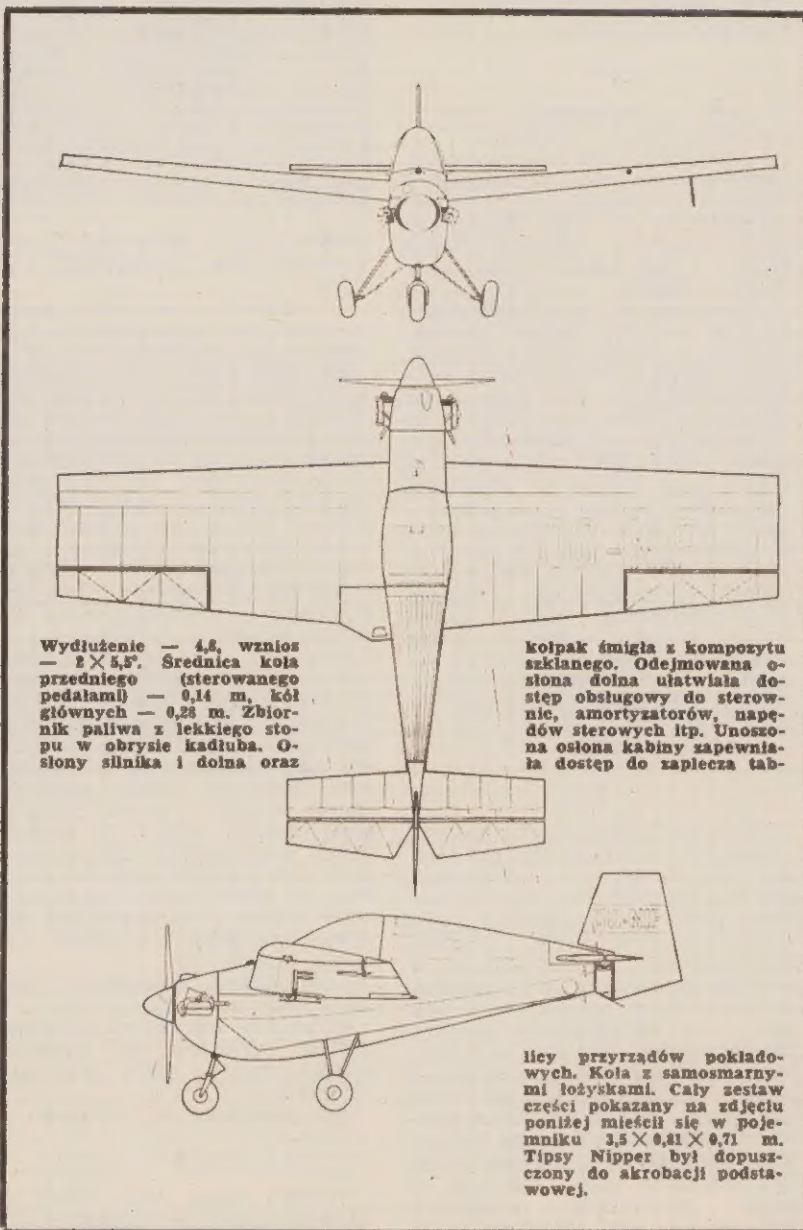 Wydłużenie — 4,8, wznios
— 2 × 5,5°. Średnica koła
przedniego (sterowanego
pedałami) — 0,14 m, kół
głównych — 0,28 m. Zbior-
nik paliwa z lekkiego sto-
pu w obrysie kadłuba. O-
słony silnika i dolna oraz
kołpak śmigła z kompozytu
szklanego. Odejmowana o-
słona dolna ułatwiała do-
stęp obsługowy do sterow-
nic, amortyzatorów, napę-
dów sterowych itp. Unoszo-
na osłona kabiny zapewnia-
ła dostęp do zaplecza tab-
licy przyrządów pokłado-
wych. Koła z samosmarny-
mi łożyskami. Cały zestaw
części pokazany na zdjęciu
poniżej mieścił się w poje-
mniku 3,5 × 0,81 × 0,71 m.
Tipsy Nipper był dopusz-
czony do akrobacji podsta-
wowej.